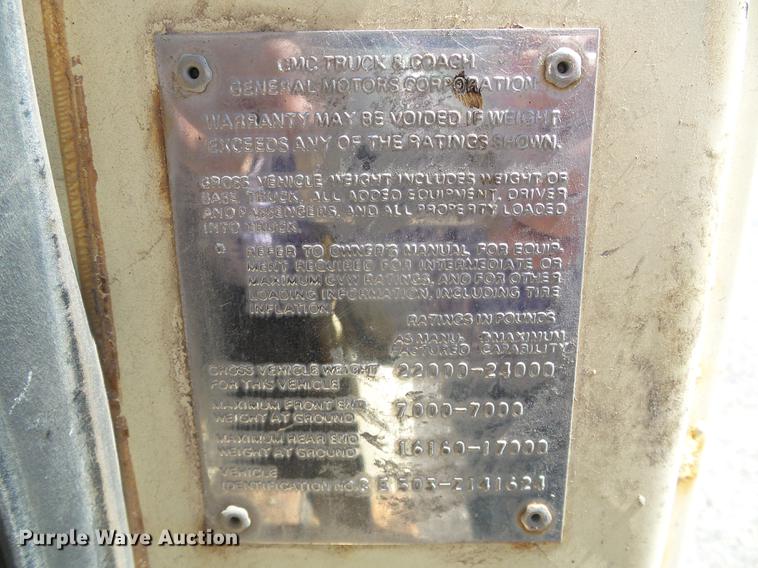 GMC TRUCK & COACH
GENERAL MOTORS CORPORATION
WARRANTY MAY BE VOIDED IF WEIGHT
EXCEEDS ANY OF THE RATINGS SHOWN.
GROSS VEHICLE WEIGHT INCLUDES WEIGHT OF
BASE TRUCK, ALL ADDED EQUIPMENT, DRIVER
AND PASSENGERS, AND ALL PROPERTY LOADED
INTO TRUCK
REFER TO OWNER'S MANUAL FOR EQUIP-
MENT REQUIRED FOR INTERMEDIATE OR
MAXIMUM GVW RATINGS, AND FOR OTHER
LOADING INFORMATION, INCLUDING TIRE
INFLATION
RATINGS IN POUNDS
AS MANU- MAXIMUM
FACTURED CAPABILITY
GROSS VEHICLE WEIGHT 22000-24000
FOR THIS VEHICLE
MAXIMUM FRONT END 7000-7000
WEIGHT AT GROUND
MAXIMUM REAR END 16160-17000
WEIGHT AT GROUND
VEHICLE
IDENTIFICATION NO.
Purple Wave Auction®